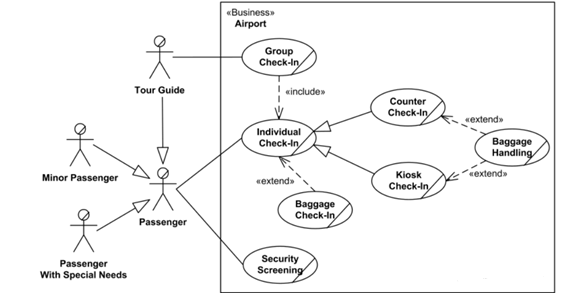 «Business»
Airport
Group
Check-In
Tour Guide
«include»
Counter
Check-In
«extend»
Individual
Check-In
Baggage
Handling
Minor Passenger
Kiosk
Check-In
«extend»
«extend»
Passenger
Baggage
Check-In
Passenger
With Special Needs
Security
Screening